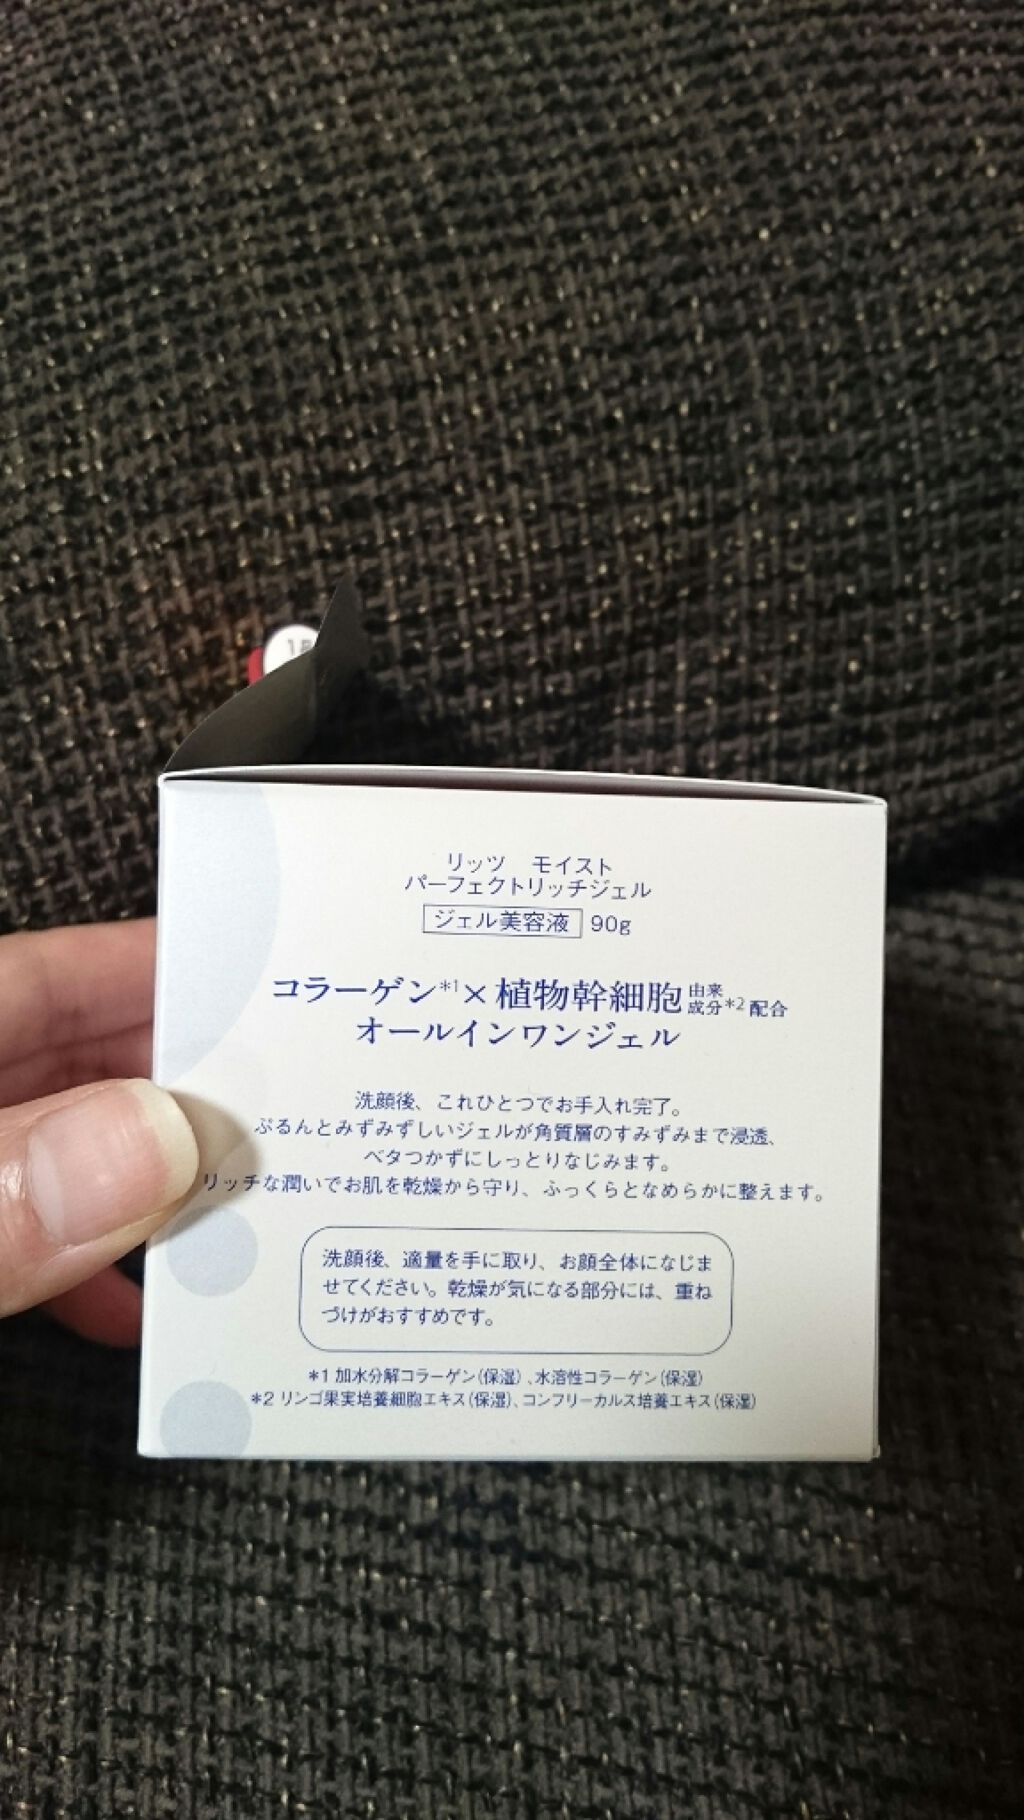 リッツ モイスト
パーフェクトリッチジェル
ジェル美容液 90g
コラーゲン*1×植物幹細胞由来成分*2配合
オールインワンジェル
洗顔後、これひとつでお手入れ完了。
ぷるんとみずみずしいジェルが角質層のすみずみまで浸透、
ベタつかずにしっとりなじみます。
リッチな潤いでお肌を乾燥から守り、ふっくらとなめらかに整えます。
洗顔後、適量を手に取り、お顔全体になじま
せてください。乾燥が気になる部分には、重ね
づけがおすすめです。
*1 加水分解コラーゲン(保湿)、水溶性コラーゲン(保湿)
*2 リンゴ果実培養細胞エキス(保湿)、コンフリーカルス培養エキス(保湿)